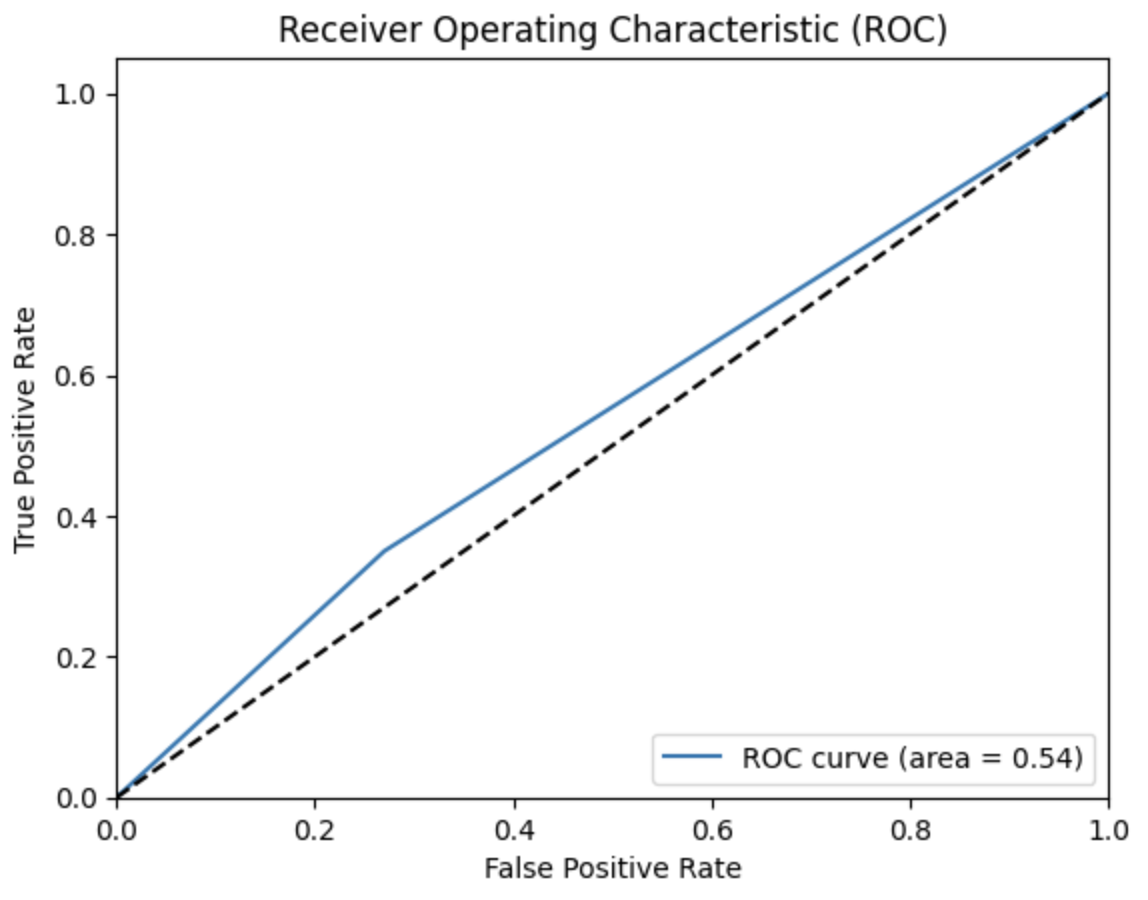 Receiver Operating Characteristic (ROC)
True Positive Rate
1.0
0.8
0.6
0.4
0.2
0.0
ROC curve (area = 0.54)
0.0 0.2 0.4 0.6 0.8 1.0
False Positive Rate